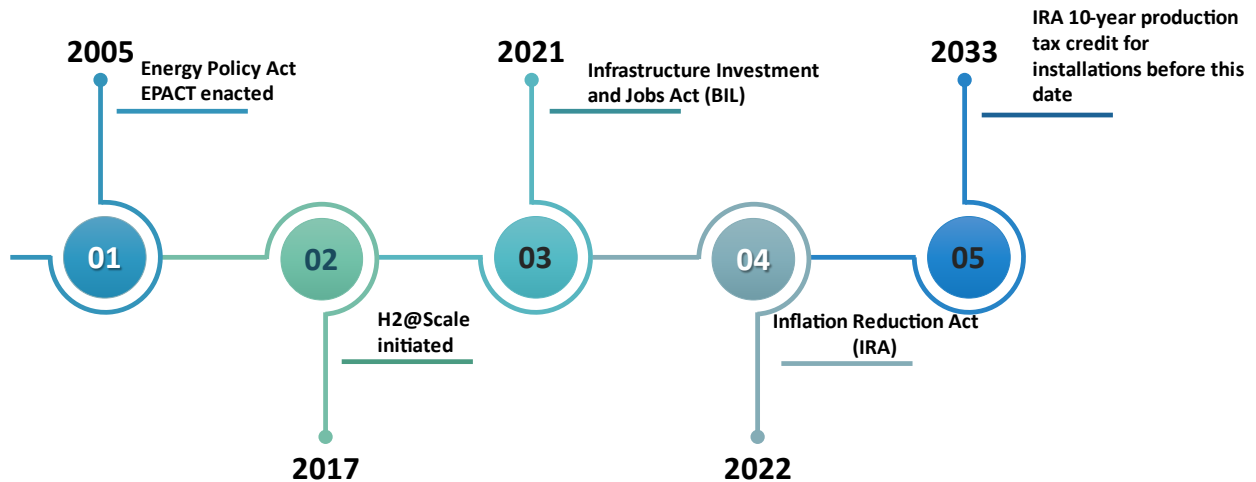 2005
Energy Policy Act
EPACT enacted
2021
Infrastructure Investment
and Jobs Act (BIL)
2033
IRA 10-year production
tax credit for
installations before this
date
01
02
03
04
05
H2@Scale
initiated
Inflation Reduction Act
(IRA)
2017
2022